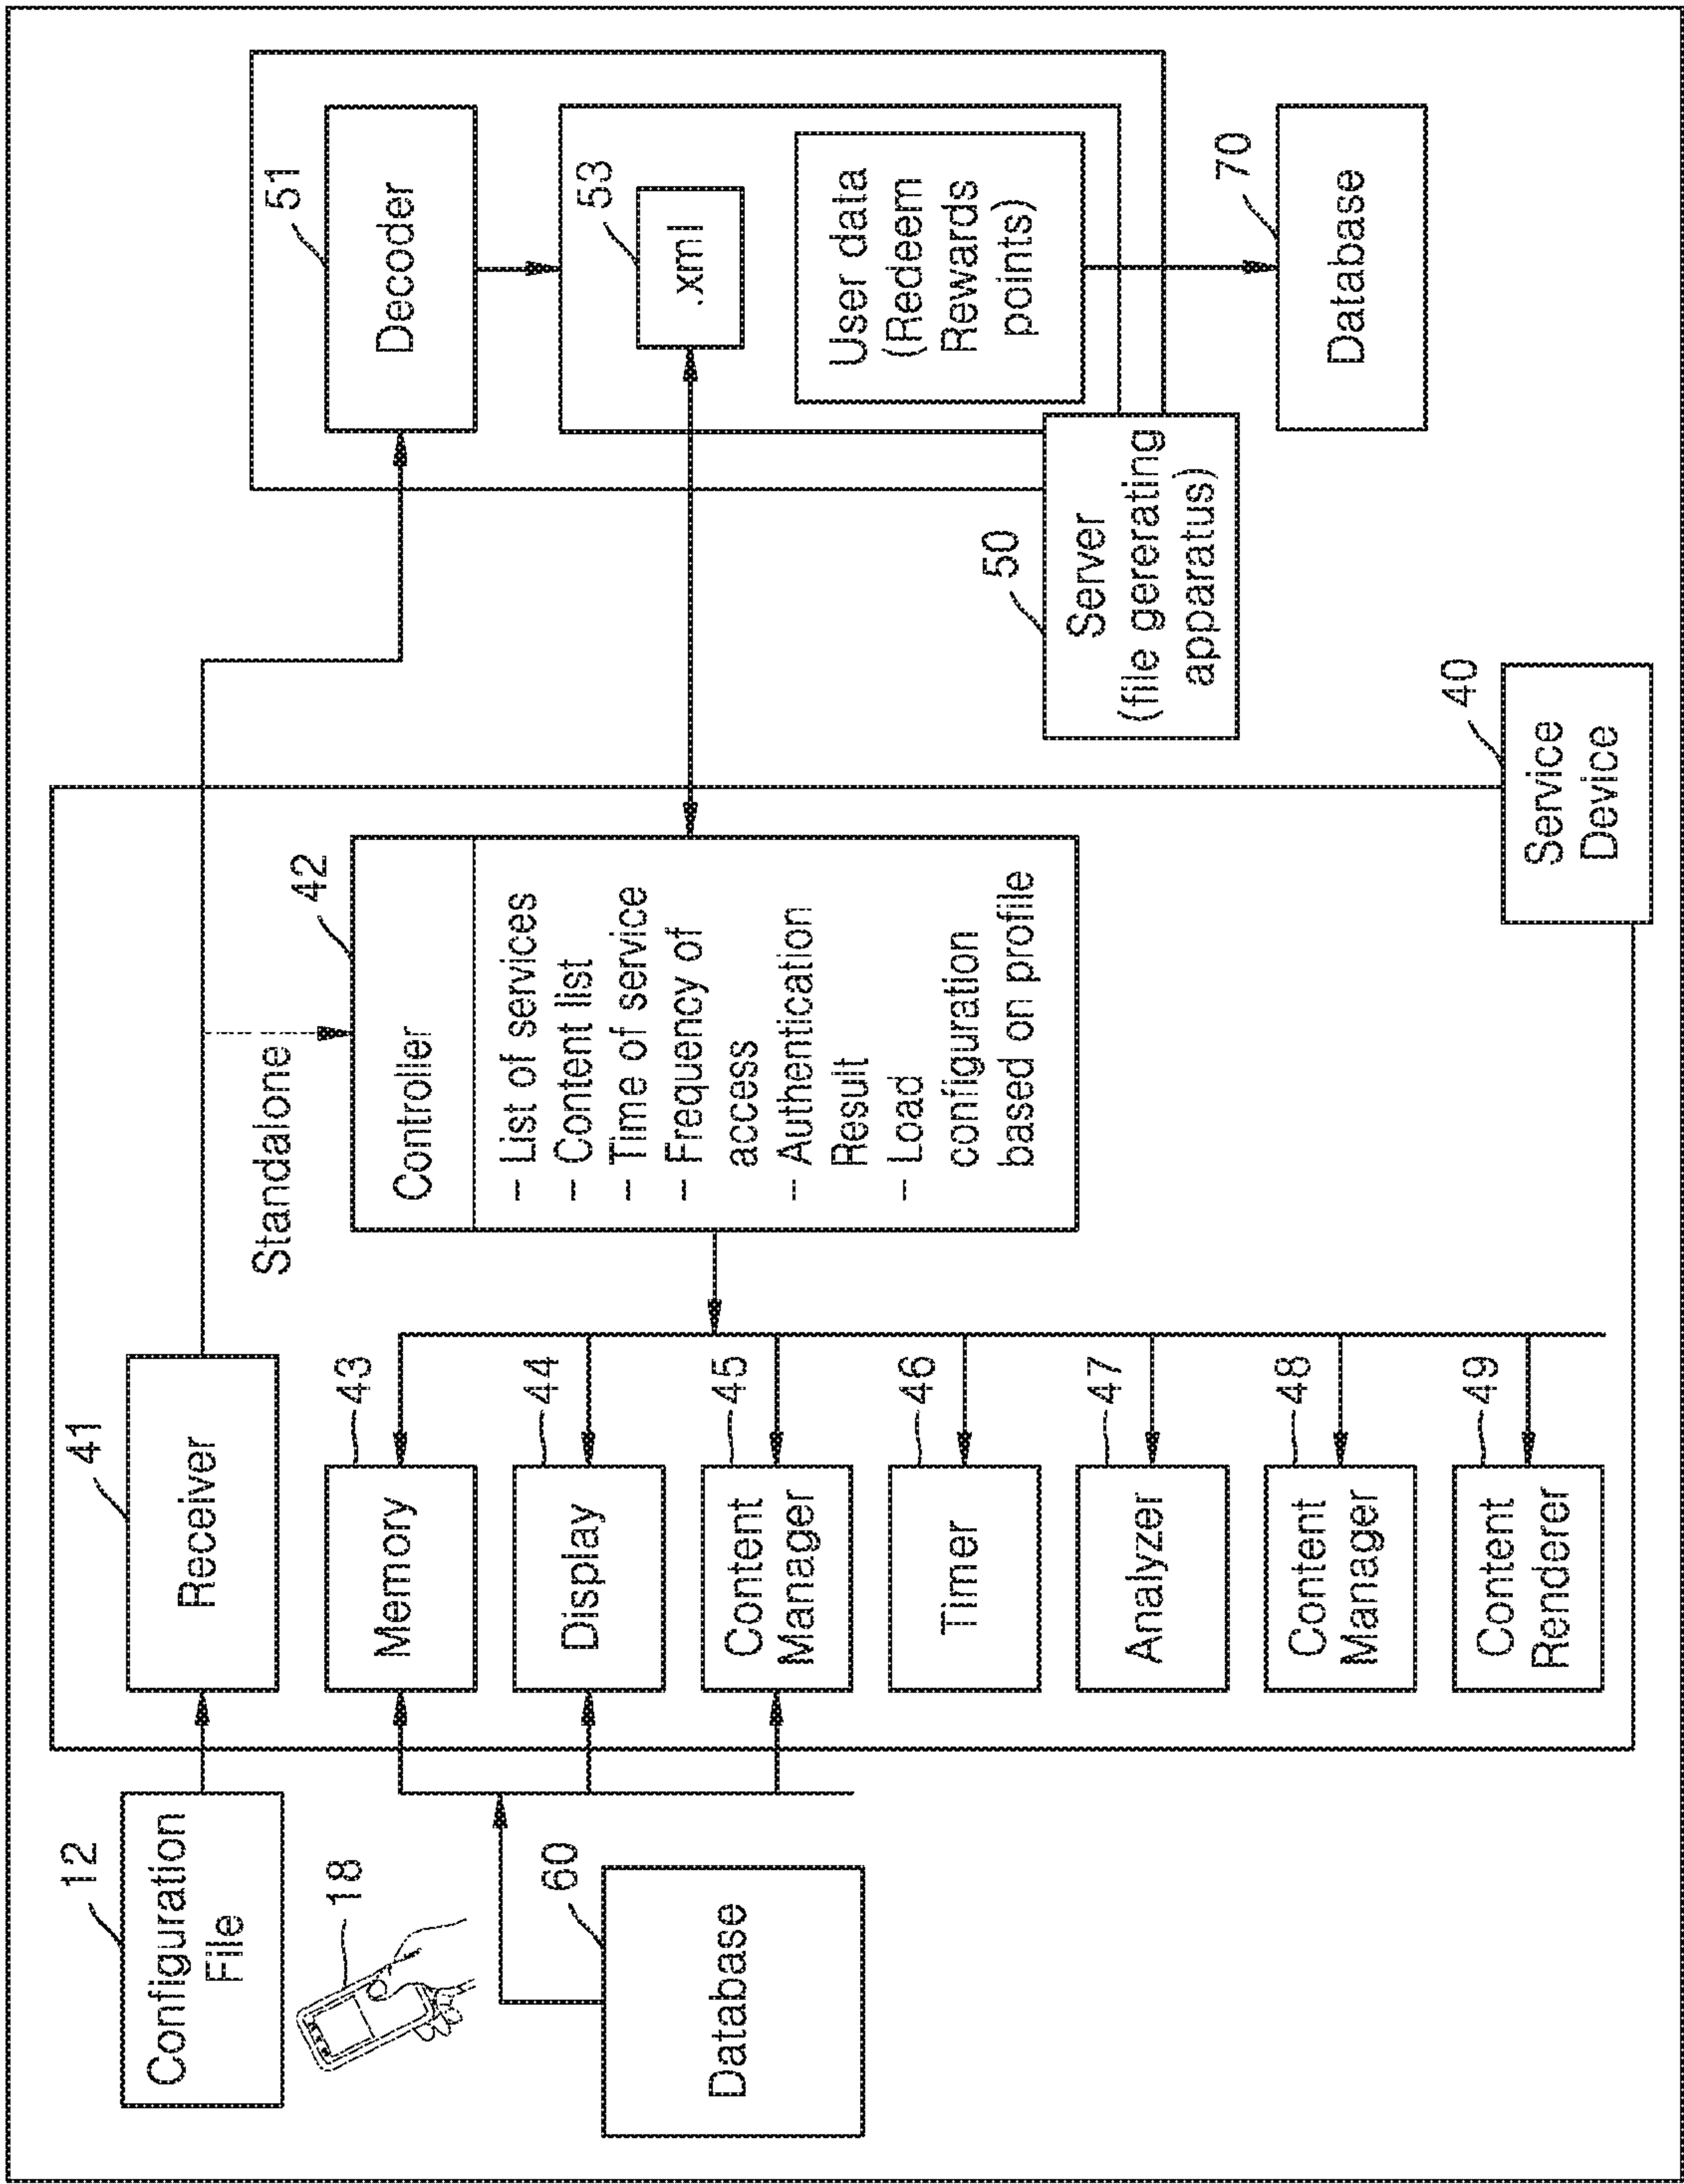 12
Configuration
File
18
60
Database
41
Receiver
43
Memory
44
Display
45
Content
Manager
46
Timer
47
Analyzer
48
Content
Manager
49
Content
Renderer
Standalone
42
Controller
-- List of services
-- Content list
-- Time of service
-- Frequency of
access
-- Authentication
Result
-- Load
configuration
based on profile
40
Service
Device
50
Server
(file gererating
apparatus)
51
Decoder
53
.xml
User data
(Redeem
Rewards
points)
70
Database